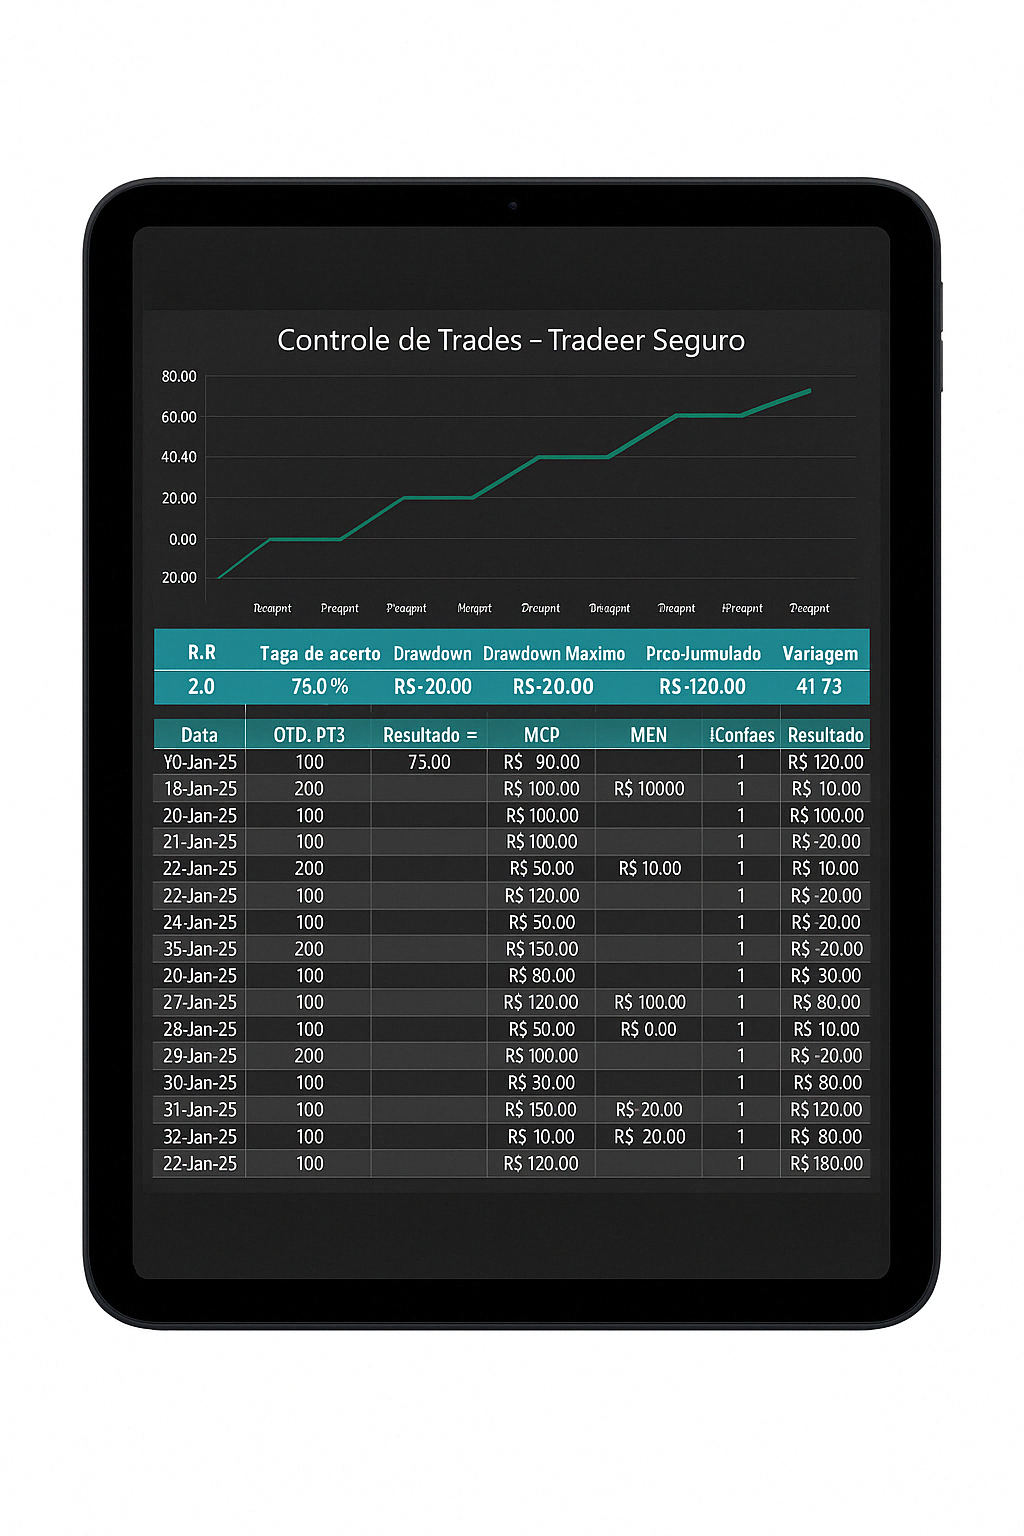 Controle de Trades – Tradeer Seguro
80.00
60.00
40.40
20.00
0.00
20.00
Preqpnt Merqpnt Dreupnt Dreapnt
R.R Taga de acerto Drawdown Drawdown Maximo Prco-Jumulado Variagem
2.0 75.0% RS-20.00 RS-20.00 RS-120.00 41 73
Data OTD. PT3 Resultado = MCP MEN Confaes Resultado
Y0-Jan-25 100 75.00 R$ 90.00 1 R$ 120.00
18-Jan-25 200 R$ 100.00 R$ 10000 1 R$ 10.00
20-Jan-25 100 R$ 100.00 1 R$ 100.00
21-Jan-25 100 R$ 100.00 1 R$ -20.00
22-Jan-25 200 R$ 50.00 R$ 10.00 1 R$ 10.00
22-Jan-25 100 R$ 120.00 1 R$ -20.00
24-Jan-25 100 R$ 50.00 1 R$ -20.00
35-Jan-25 200 R$ 150.00 1 R$ -20.00
20-Jan-25 100 R$ 80.00 1 R$ 30.00
27-Jan-25 100 R$ 120.00 R$ 100.00 1 R$ 80.00
28-Jan-25 100 R$ 50.00 R$ 0.00 1 R$ 10.00
29-Jan-25 200 R$ 100.00 1 R$ -20.00
30-Jan-25 100 R$ 30.00 1 R$ 80.00
31-Jan-25 100 R$ 150.00 R$-20.00 1 R$ 120.00
32-Jan-25 100 R$ 10.00 R$ 20.00 1 R$ 80.00
22-Jan-25 100 R$ 120.00 1 R$ 180.00